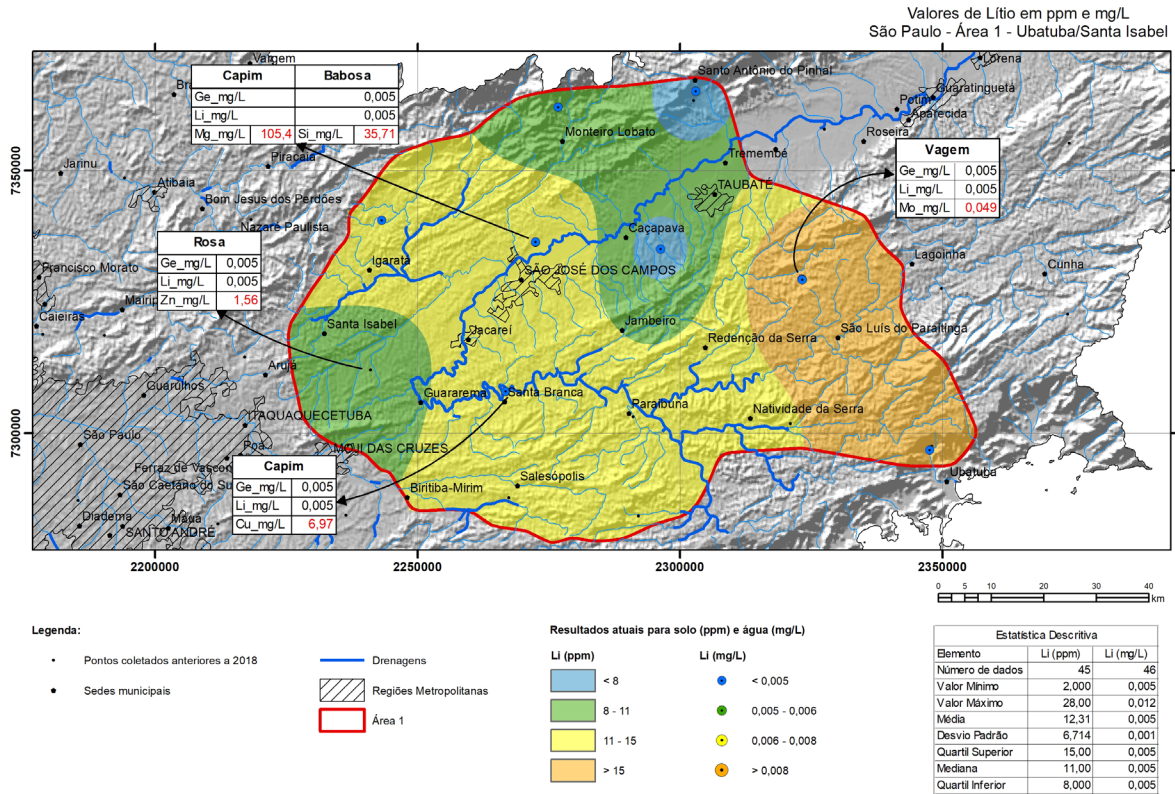 Valores de Lítio em ppm e mg/L
São Paulo - Área 1 - Ubatuba/Santa Isabel
Vargem
Lorena
Santo Antônio do Pinhal
Guaratinguetá
Potim
Aparecida
Capim Babosa
Ge_mg/L 0,005
Li_mg/L 0,005
Mg_mg/L 105,4 Si_mg/L 35,71
Monteiro Lobato
Roseira
Tremembé
Vagem
Ge_mg/L 0,005
Li_mg/L 0,005
Mo_mg/L 0,049
7350000
Jarinu
Piracaia
Atibaia
TAUBATÉ
Bom Jesus dos Perdões
Nazaré Paulista
Caçapava
Rosa
Ge_mg/L 0,005
Li_mg/L 0,005
Zn_mg/L 1,56
Lagoinha
Cunha
Francisco Morato
Igaratá
SÃO JOSÉ DOS CAMPOS
Mairip
Caieiras
Santa Isabel
Jacareí
Jambeiro
São Luís do Paraitinga
Redenção da Serra
Arujá
Guarulhos
Guararema
Santa Branca
Paraibuna
Natividade da Serra
ITAQUAQUECETUBA
7300000
São Paulo
Poá
MOJI DAS CRUZES
Ferraz de Vascon
Capim
Ge_mg/L 0,005
Li_mg/L 0,005
Cu_mg/L 6,97
São Caetano do Su
Salesópolis
Biritiba-Mirim
Ubatuba
Diadema
Mauá
SANTO ANDRÉ
2200000 2250000 2300000 2350000
0 5 10 20 30 40
km
Legenda:
Pontos coletados anteriores a 2018
Sedes municipais
Drenagens
Regiões Metropolitanas
Área 1
Resultados atuais para solo (ppm) e água (mg/L)
Li (ppm) Li (mg/L)
< 8 < 0,005
8 - 11 0,005 - 0,006
11 - 15 0,006 - 0,008
> 15 > 0,008
Estatística Descritiva
Elemento Li (ppm) Li (mg/L)
Número de dados 45 46
Valor Mínimo 2,000 0,005
Valor Máximo 28,00 0,012
Média 12,31 0,005
Desvio Padrão 6,714 0,001
Quartil Superior 15,00 0,005
Mediana 11,00 0,005
Quartil Inferior 8,000 0,005